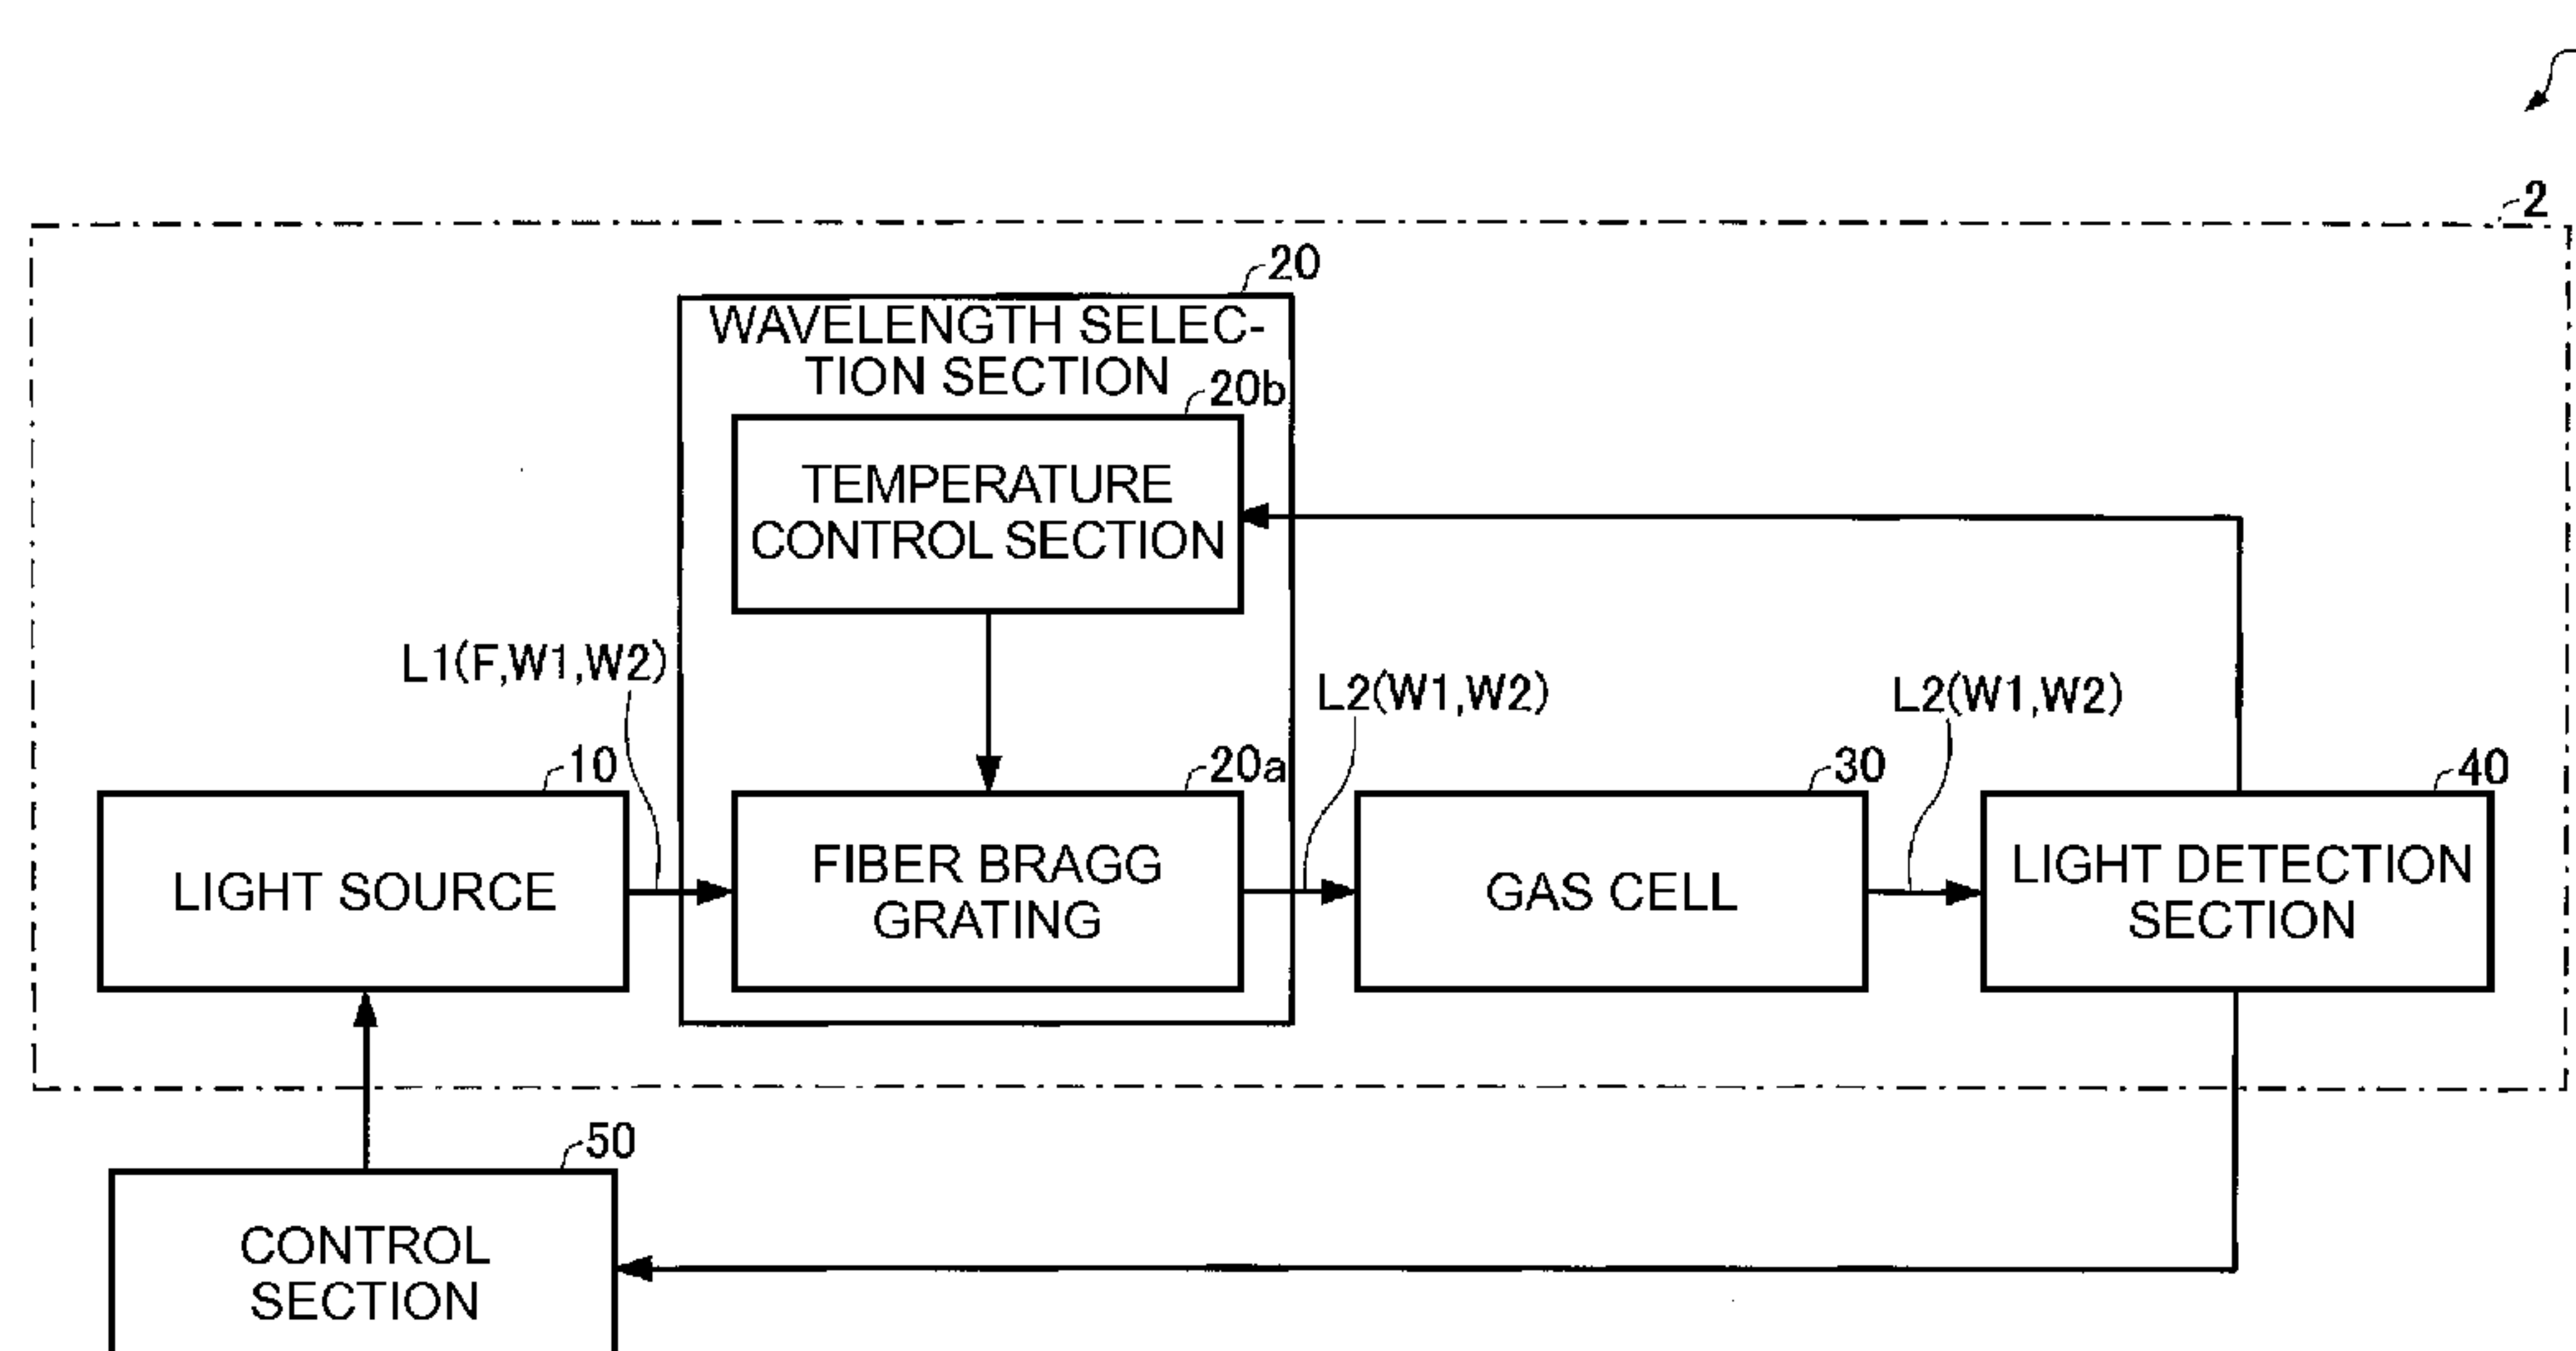 2
20
WAVELENGTH SELEC-
TION SECTION
20b
TEMPERATURE
CONTROL SECTION
L1(F,W1,W2)
L2(W1,W2)
L2(W1,W2)
10
20a
30
40
LIGHT SOURCE
FIBER BRAGG
GRATING
GAS CELL
LIGHT DETECTION
SECTION
50
CONTROL
SECTION